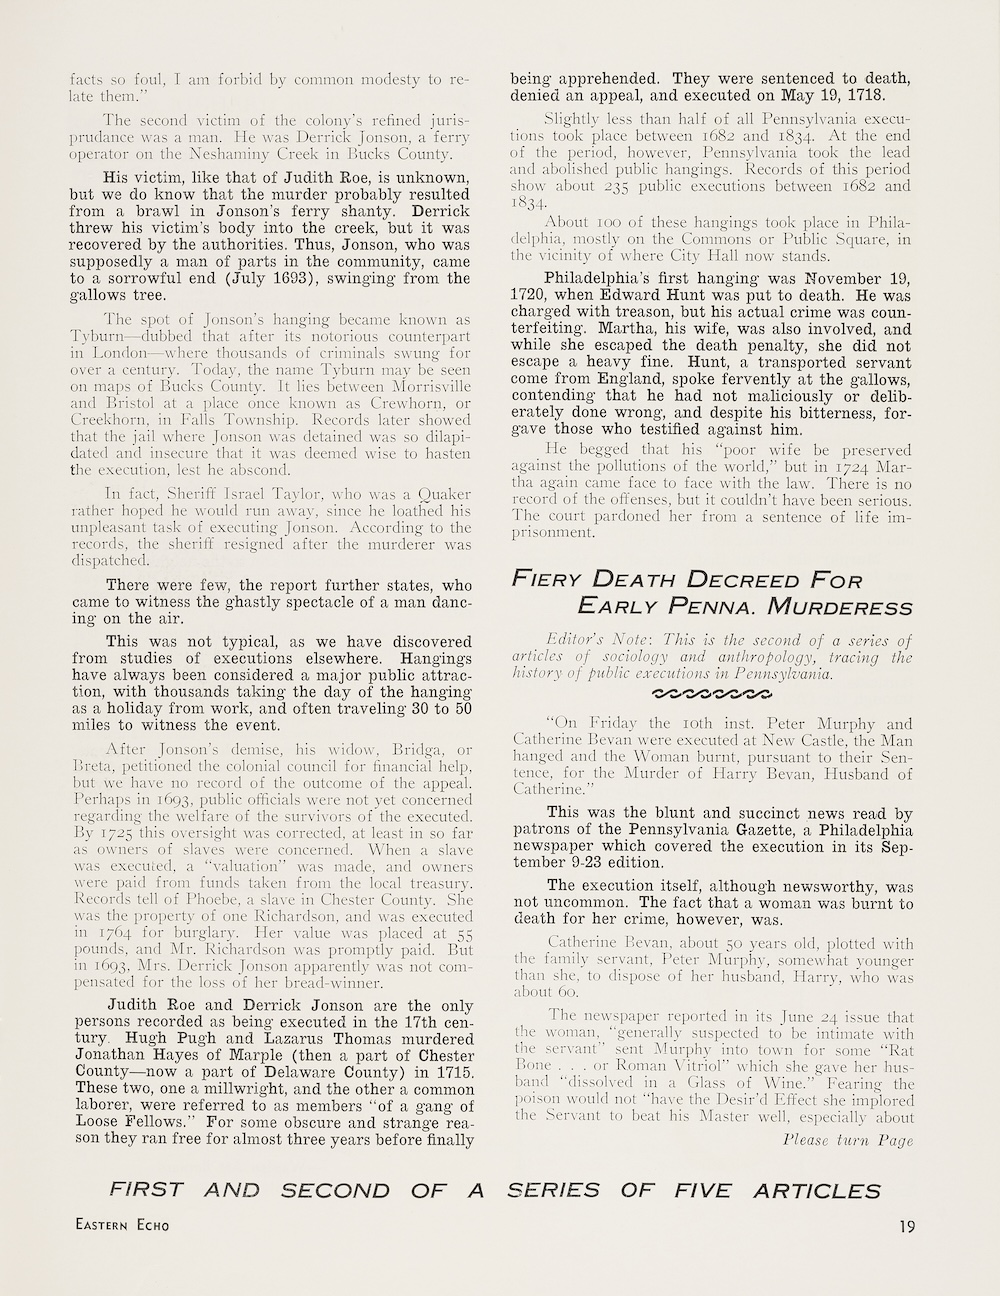 facts so foul, I am forbid by common modesty to re-
late them."
The second victim of the colony's refined juris-
prudance was a man. He was Derrick Jonson, a ferry
operator on the Neshaminy Creek in Bucks County.
His victim, like that of Judith Roe, is unknown,
but we do know that the murder probably resulted
from a brawl in Jonson's ferry shanty. Derrick
threw his victim's body into the creek, but it was
recovered by the authorities. Thus, Jonson, who was
supposedly a man of parts in the community, came
to a sorrowful end (July 1693), swinging from the
gallows tree.
The spot of Jonson's hanging became known as
Tyburn—dubbed that after its notorious counterpart
in London—where thousands of criminals swung for
over a century. Today, the name Tyburn may be seen
on maps of Bucks County. It lies between Morrisville
and Bristol at a place once known as Crewhorn, or
Creekhorn, in Falls Township. Records later showed
that the jail where Jonson was detained was so dilapi-
dated and insecure that it was deemed wise to hasten
the execution, lest he abscond.
In fact, Sheriff Israel Taylor, who was a Quaker
rather hoped he would run away, since he loathed his
unpleasant task of executing Jonson. According to the
records, the sheriff resigned after the murderer was
dispatched.
There were few, the report further states, who
came to witness the ghastly spectacle of a man danc-
ing on the air.
This was not typical, as we have discovered
from studies of executions elsewhere. Hangings
have always been considered a major public attrac-
tion, with thousands taking the day of the hanging
as a holiday from work, and often traveling 30 to 50
miles to witness the event.
After Jonson's demise, his widow, Bridga, or
Breta, petitioned the colonial council for financial help,
but we have no record of the outcome of the appeal.
Perhaps in 1693, public officials were not yet concerned
regarding the welfare of the survivors of the executed.
By 1725 this oversight was corrected, at least in so far
as owners of slaves were concerned. When a slave
was executed, a "valuation" was made, and owners
were paid from funds taken from the local treasury.
Records tell of Phoebe, a slave in Chester County. She
was the property of one Richardson, and was executed
in 1764 for burglary. Her value was placed at 55
pounds, and Mr. Richardson was promptly paid. But
in 1693, Mrs. Derrick Jonson apparently was not com-
pensated for the loss of her bread-winner.
Judith Roe and Derrick Jonson are the only
persons recorded as being executed in the 17th cen-
tury. Hugh Pugh and Lazarus Thomas murdered
Jonathan Hayes of Marple (then a part of Chester
County—now a part of Delaware County) in 1715.
These two, one a millwright, and the other a common
laborer, were referred to as members "of a gang of
Loose Fellows." For some obscure and strange rea-
son they ran free for almost three years before finally
being apprehended. They were sentenced to death,
denied an appeal, and executed on May 19, 1718.
Slightly less than half of all Pennsylvania execu-
tions took place between 1682 and 1834. At the end
of the period, however, Pennsylvania took the lead
and abolished public hangings. Records of this period
show about 235 public executions between 1682 and
1834.
About 100 of these hangings took place in Phila-
delphia, mostly on the Commons or Public Square, in
the vicinity of where City Hall now stands.
Philadelphia's first hanging was November 19,
1720, when Edward Hunt was put to death. He was
charged with treason, but his actual crime was coun-
terfeiting. Martha, his wife, was also involved, and
while she escaped the death penalty, she did not
escape a heavy fine. Hunt, a transported servant
come from England, spoke fervently at the gallows,
contending that he had not maliciously or delib-
erately done wrong, and despite his bitterness, for-
gave those who testified against him.
He begged that his "poor wife be preserved
against the pollutions of the world," but in 1724 Mar-
tha again came face to face with the law. There is no
record of the offenses, but it couldn't have been serious.
The court pardoned her from a sentence of life im-
prisonment.
FIERY DEATH DECREED FOR
EARLY PENNA. MURDERESS
Editor's Note: This is the second of a series of
articles of sociology and anthropology, tracing the
history of public executions in Pennsylvania.
"On Friday the 10th inst. Peter Murphy and
Catherine Bevan were executed at New Castle, the Man
hanged and the Woman burnt, pursuant to their Sen-
tence, for the Murder of Harry Bevan, Husband of
Catherine."
This was the blunt and succinct news read by
patrons of the Pennsylvania Gazette, a Philadelphia
newspaper which covered the execution in its Sep-
tember 9-23 edition.
The execution itself, although newsworthy, was
not uncommon. The fact that a woman was burnt to
death for her crime, however, was.
Catherine Bevan, about 50 years old, plotted with
the family servant, Peter Murphy, somewhat younger
than she, to dispose of her husband, Harry, who was
about 60.
The newspaper reported in its June 24 issue that
the woman, "generally suspected to be intimate with
the servant" sent Murphy into town for some "Rat
Bone . . . or Roman Vitriol" which she gave her hus-
band "dissolved in a Glass of Wine." Fearing the
poison would not "have the Desir'd Effect she implored
the Servant to beat his Master well, especially about
Please turn Page
FIRST AND SECOND OF A SERIES OF FIVE ARTICLES
EASTERN ECHO
19